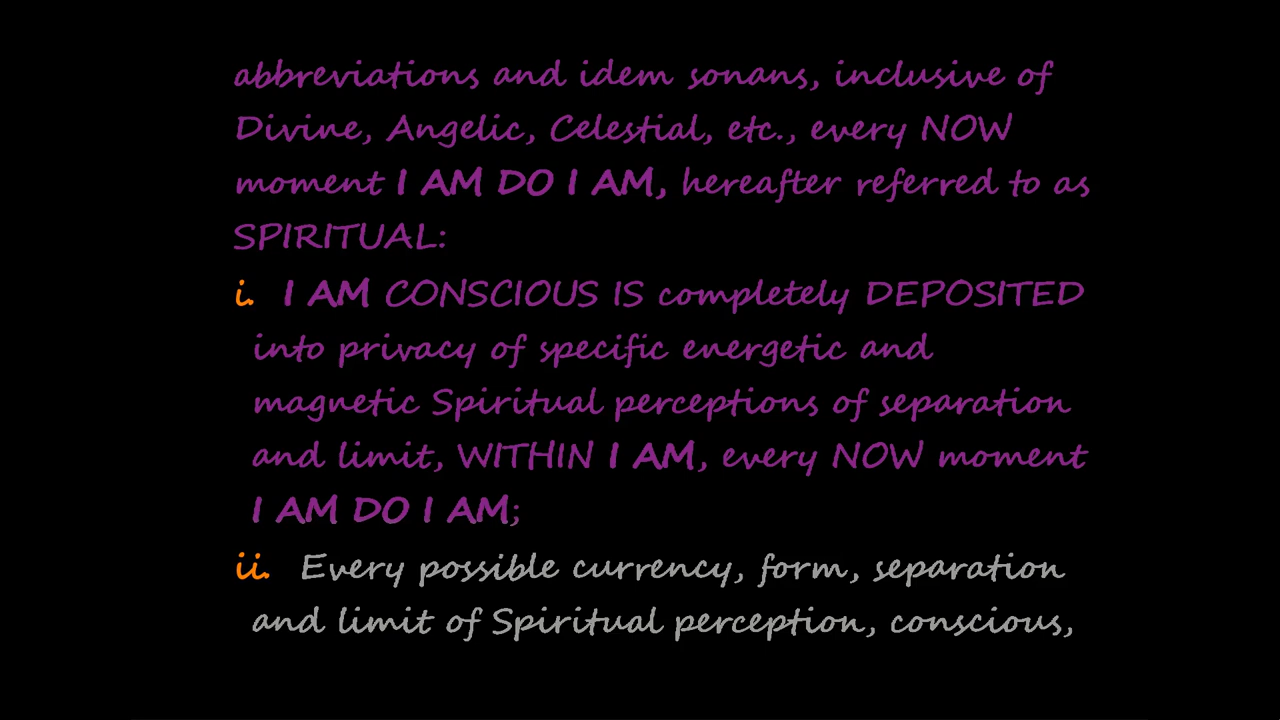 abbreviations and idem sonans, inclusive of
Divine, Angelic, Celestial, etc., every NOW
moment I AM DO I AM, hereafter referred to as
SPIRITUAL:
i. I AM CONSCIOUS IS completely DEPOSITED
into privacy of specific energetic and
magnetic Spiritual perceptions of separation
and limit, WITHIN I AM, every NOW moment
I AM DO I AM;
ii. Every possible currency, form, separation
and limit of Spiritual perception, conscious,